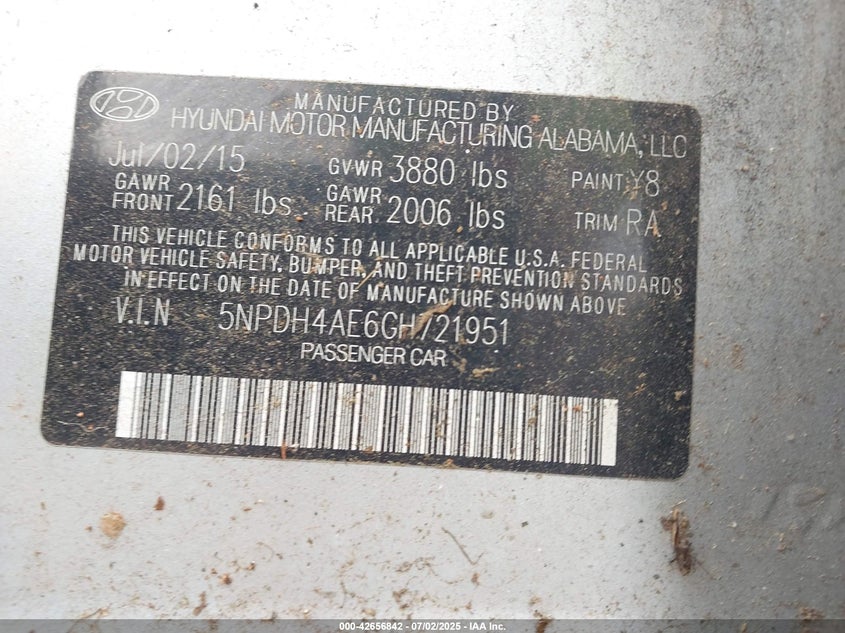 MANUFACTURED BY
HYUNDAI MOTOR MANUFACTURING ALABAMA, LLC
Jul/02/15 GVWR 3880 lbs PAINT: Y8
GAWR FRONT 2161 lbs GAWR REAR. 2006 lbs TRIM RA
THIS VEHICLE CONFORMS TO ALL APPLICABLE U.S.A. FEDERAL
MOTOR VEHICLE SAFETY, BUMPER, AND THEFT PREVENTION STANDARDS
IN EFFECT ON THE DATE OF MANUFACTURE SHOWN ABOVE
V.I.N 5NPDH4AE6GH721951
PASSENGER CAR
000-42656842 - 07/02/2025 - IAA Inc.